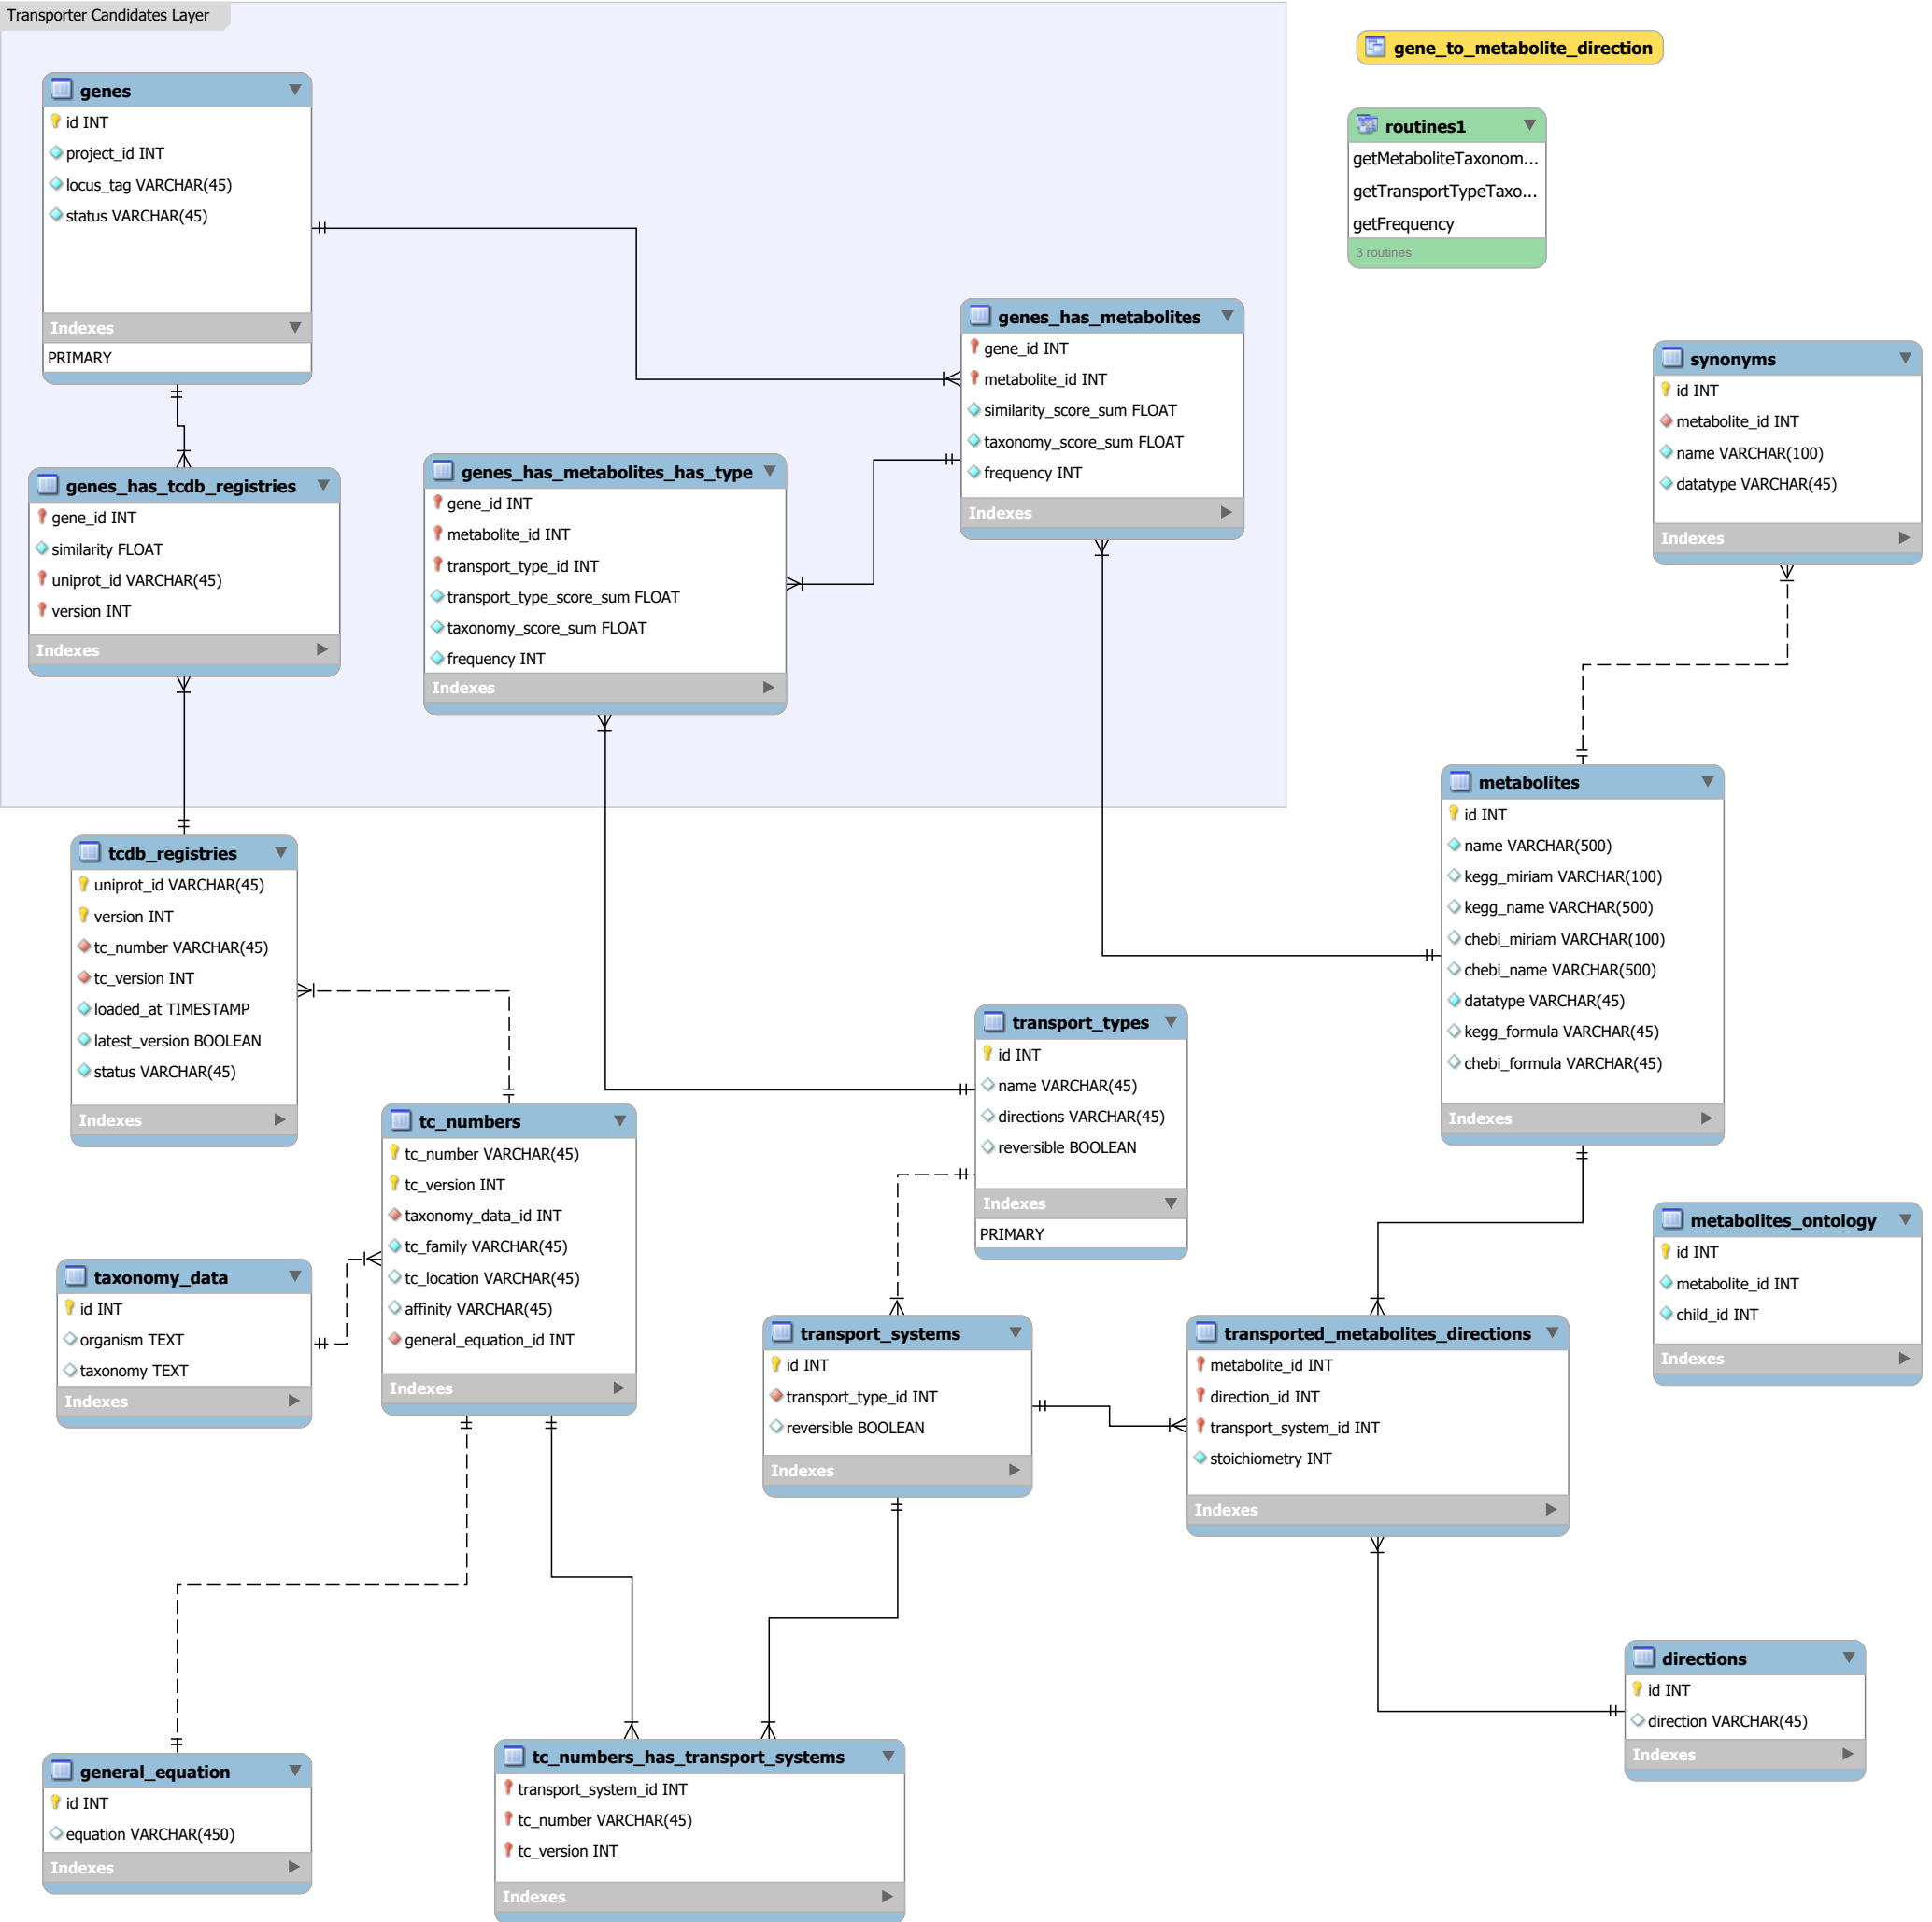 Transporter Candidates Layer
gene_to_metabolite_direction
routines1
getMetaboliteTaxonom...
getTransportTypeTaxo...
getFrequency
3 routines
genes
id INT
project_id INT
locus_tag VARCHAR(45)
status VARCHAR(45)
Indexes
PRIMARY
genes_has_metabolites
gene_id INT
metabolite_id INT
similarity_score_sum FLOAT
taxonomy_score_sum FLOAT
frequency INT
Indexes
synonyms
id INT
metabolite_id INT
name VARCHAR(100)
datatype VARCHAR(45)
Indexes
genes_has_tcdb_registries
gene_id INT
similarity FLOAT
uniprot_id VARCHAR(45)
version INT
Indexes
genes_has_metabolites_has_type
gene_id INT
metabolite_id INT
transport_type_id INT
transport_type_score_sum FLOAT
taxonomy_score_sum FLOAT
frequency INT
Indexes
metabolites
id INT
name VARCHAR(500)
kegg_miriam VARCHAR(100)
kegg_name VARCHAR(500)
chebi_miriam VARCHAR(100)
chebi_name VARCHAR(500)
datatype VARCHAR(45)
kegg_formula VARCHAR(45)
chebi_formula VARCHAR(45)
Indexes
tcdb_registries
uniprot_id VARCHAR(45)
version INT
tc_number VARCHAR(45)
tc_version INT
loaded_at TIMESTAMP
latest_version BOOLEAN
status VARCHAR(45)
Indexes
transport_types
id INT
name VARCHAR(45)
directions VARCHAR(45)
reversible BOOLEAN
Indexes
PRIMARY
tc_numbers
tc_number VARCHAR(45)
tc_version INT
taxonomy_data_id INT
tc_family VARCHAR(45)
tc_location VARCHAR(45)
affinity VARCHAR(45)
general_equation_id INT
Indexes
metabolites_ontology
id INT
metabolite_id INT
child_id INT
Indexes
taxonomy_data
id INT
organism TEXT
taxonomy TEXT
Indexes
transport_systems
id INT
transport_type_id INT
reversible BOOLEAN
Indexes
transported_metabolites_directions
metabolite_id INT
direction_id INT
transport_system_id INT
stoichiometry INT
Indexes
directions
id INT
direction VARCHAR(45)
Indexes
general_equation
id INT
equation VARCHAR(450)
Indexes
tc_numbers_has_transport_systems
transport_system_id INT
tc_number VARCHAR(45)
tc_version INT
Indexes